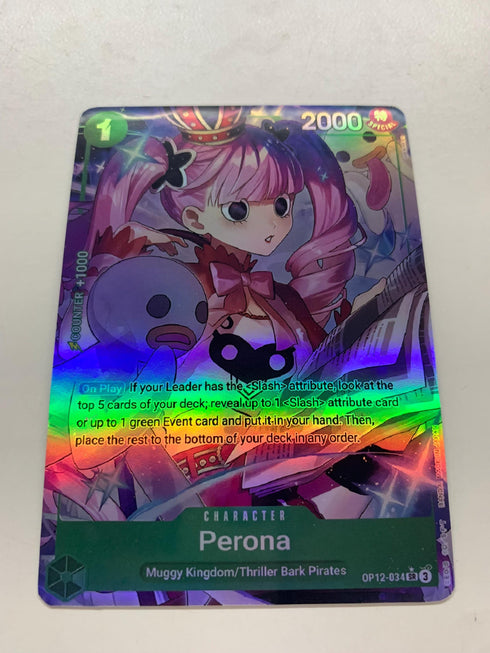 1
2000
SPECIAL
COUNTER +1000
On Play If your Leader has the <Slash> attribute, look at the
top 5 cards of your deck; reveal up to 1 <Slash> attribute card
or up to 1 green Event card and put it in your hand. Then,
place the rest to the bottom of your deck in any order.
CHARACTER
Perona
Muggy Kingdom/Thriller Bark Pirates
OP12-034 SR 3